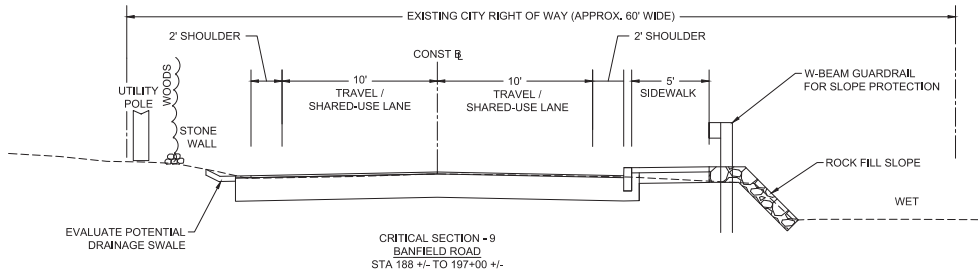 EXISTING CITY RIGHT OF WAY (APPROX. 60' WIDE)
2' SHOULDER
CONST BL
2' SHOULDER
WOODS
UTILITY
POLE
STONE
WALL
10'
TRAVEL /
SHARED-USE LANE
10'
TRAVEL /
SHARED-USE LANE
5'
SIDEWALK
W-BEAM GUARDRAIL
FOR SLOPE PROTECTION
ROCK FILL SLOPE
WET
EVALUATE POTENTIAL
DRAINAGE SWALE
CRITICAL SECTION - 9
BANFIELD ROAD
STA 188 +/- TO 197+00 +/-